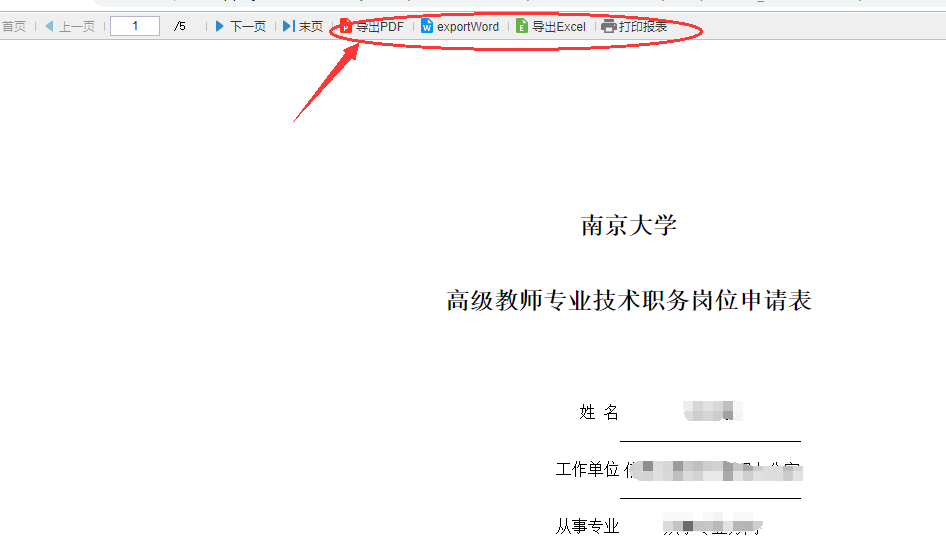 首页 上一页 1 /5 下一页 末页 导出PDF exportWord 导出Excel 打印报表
南京大学
高级教师专业技术职务岗位申请表
姓 名
工作单位
从事专业